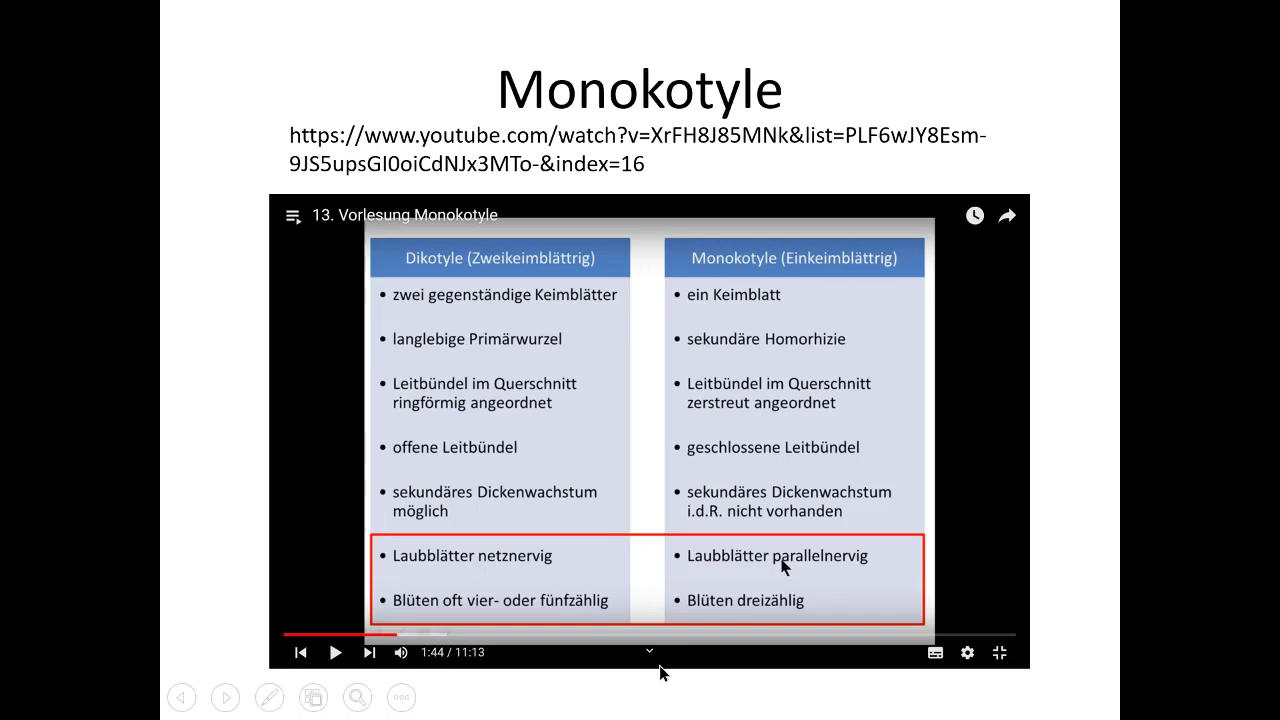 Monokotyle
https://www.youtube.com/watch?v=XrFH8J85MNk&list=PLF6wJY8Esm-
9JS5upsGI0oiCdNJx3MTo-&index=16
13. Vorlesung Monokotyle
Dikotyle (Zweikeimblättrig)
• zwei gegenständige Keimblätter
• langlebige Primärwurzel
• Leitbündel im Querschnitt
ringförmig angeordnet
• offene Leitbündel
• sekundäres Dickenwachstum
möglich
• Laubblätter netznervig
• Blüten oft vier- oder fünfzählig
Monokotyle (Einkeimblättrig)
• ein Keimblatt
• sekundäre Homorhizie
• Leitbündel im Querschnitt
zerstreut angeordnet
• geschlossene Leitbündel
• sekundäres Dickenwachstum
i.d.R. nicht vorhanden
• Laubblätter parallelnervig
• Blüten dreizählig
1:44 / 11:13